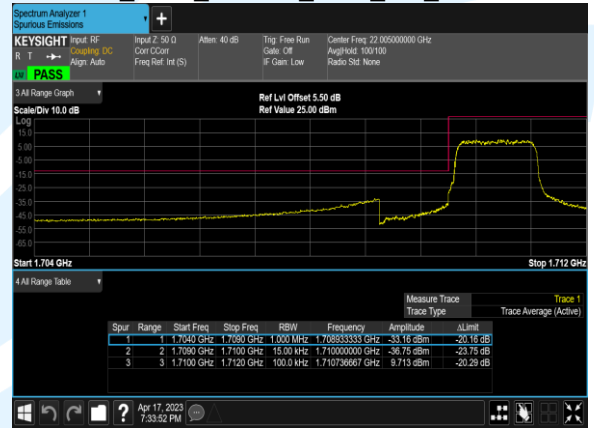 Spectrum Analyzer 1
Spurious Emissions
+
KEYSIGHT Input: RF Input Z: 50 Ω Atten: 40 dB Trig: Free Run Center Freq: 22.005000000 GHz
R T Coupling: DC Corr CCorr Gate: Off Avg|Hold: 100/100
Align: Auto Freq Ref: Int (S) IF Gain: Low Radio Std: None
PASS
3 All Range Graph
Ref Lvl Offset 5.50 dB
Scale/Div 10.0 dB Ref Value 25.00 dBm
Log
15.0
5.00
-5.00
-15.0
-25.0
-35.0
-45.0
-55.0
-65.0
Start 1.704 GHz Stop 1.712 GHz
4 All Range Table
Measure Trace Trace 1
Trace Type Trace Average (Active)
Spur Range Start Freq Stop Freq RBW Frequency Amplitude ΔLimit
1 1 1.7040 GHz 1.7090 GHz 1.000 MHz 1.708933333 GHz -33.16 dBm -20.16 dB
2 2 1.7090 GHz 1.7100 GHz 15.00 kHz 1.710000000 GHz -36.75 dBm -23.75 dB
3 3 1.7100 GHz 1.7120 GHz 100.0 kHz 1.710736667 GHz 9.713 dBm -20.29 dB
? Apr 17, 2023
7:33:52 PM